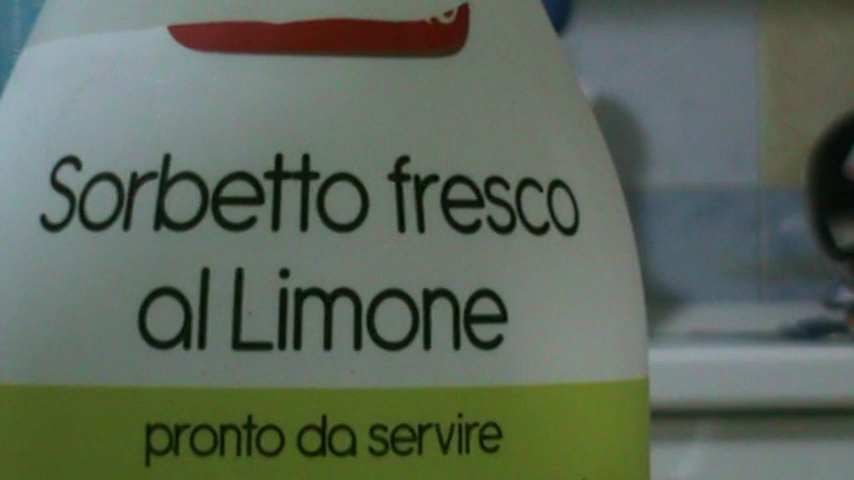 Sorbetto fresco
al Limone
pronto da servire